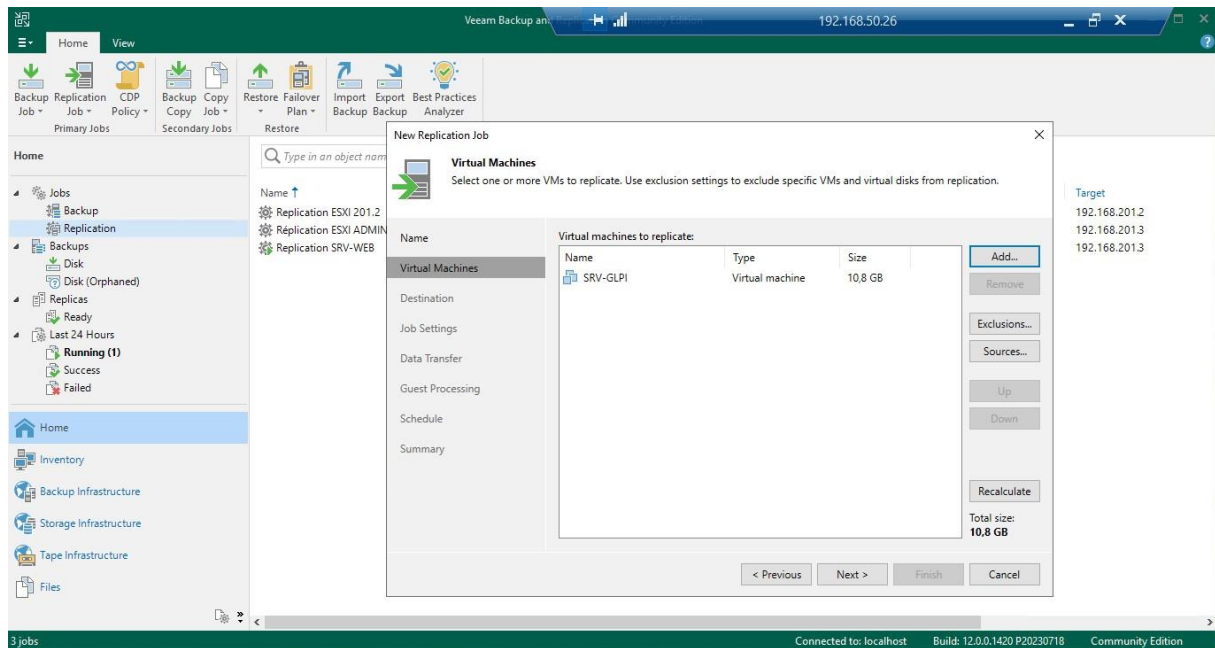 Veeam Backup and Replication Community Edition
192.168.50.26
Home View
Backup Job
Replication Job
CDP Policy
Primary Jobs
Backup Copy
Copy Job
Secondary Jobs
Restore
Failover Plan
Restore
Import Backup
Export Backup
Best Practices Analyzer
Home
Jobs
Backup
Replication
Backups
Disk
Disk (Orphaned)
Replicas
Ready
Last 24 Hours
Running (1)
Success
Failed
Home
Inventory
Backup Infrastructure
Storage Infrastructure
Tape Infrastructure
Files
Type in an object nam
Name
Replication ESXI 201.2
Réplication ESXI ADMIN
Replication SRV-WEB
Target
192.168.201.2
192.168.201.3
192.168.201.3
New Replication Job
Virtual Machines
Select one or more VMs to replicate. Use exclusion settings to exclude specific VMs and virtual disks from replication.
Name
Virtual Machines
Destination
Job Settings
Data Transfer
Guest Processing
Schedule
Summary
Virtual machines to replicate:
Name Type Size
SRV-GLPI Virtual machine 10,8 GB
Add...
Remove
Exclusions...
Sources...
Up
Down
Recalculate
Total size:
10,8 GB
< Previous Next > Finish Cancel
3 jobs
Connected to: localhost Build: 12.0.0.1420 P20230718 Community Edition